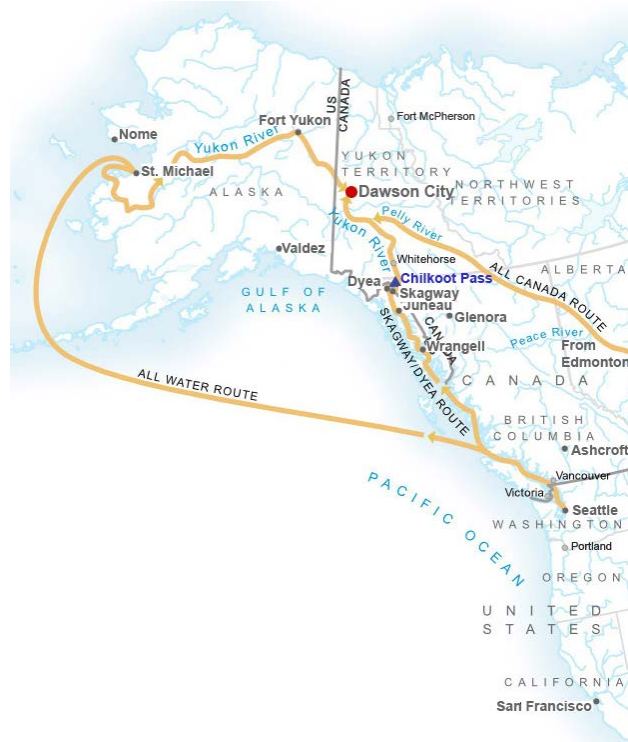 US
CANADA
Fort Yukon
Fort McPherson
Nome
Yukon River
St. Michael
YUKON
TERRITORY
ALASKA
Dawson City
NORTHWEST
TERRITORIES
Pelly River
Yukon River
Valdez
Whitehorse
ALL CANADA ROUTE
ALBERTA
Dyea
Chilkoot Pass
Skagway
GULF OF
ALASKA
Juneau
Glenora
CANADA
Peace River
Wrangell
From
Edmonton
SKAGWAY/DYEA ROUTE
ALL WATER ROUTE
CANADA
BRITISH
COLUMBIA
Ashcroft
Vancouver
PACIFIC OCEAN
Victoria
Seattle
WASHINGTON
Portland
OREGON
UNITED
STATES
CALIFORNIA
San Francisco